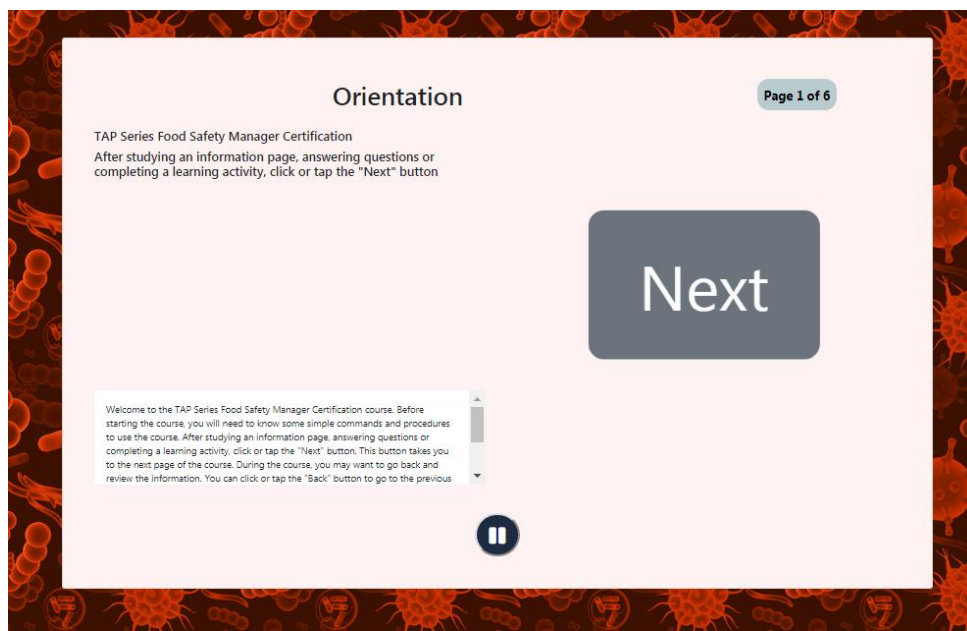 Orientation
Page 1 of 6
TAP Series Food Safety Manager Certification
After studying an information page, answering questions or
completing a learning activity, click or tap the "Next" button
Next
Welcome to the TAP Series Food Safety Manager Certification course. Before
starting the course, you will need to know some simple commands and procedures
to use the course. After studying an information page, answering questions or
completing a learning activity, click or tap the "Next" button. This button takes you
to the next page of the course. During the course, you may want to go back and
review the information. You can click or tap the "Back" button to go to the previous